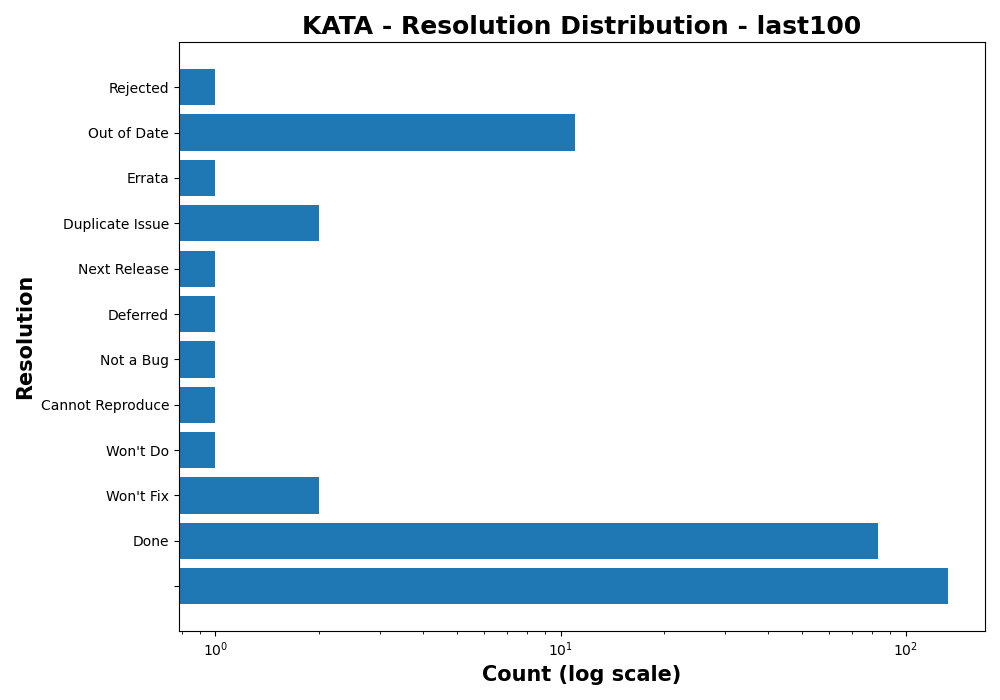 KATA - Resolution Distribution - last100
Rejected
Out of Date
Errata
Duplicate Issue
Next Release
Deferred
Not a Bug
Cannot Reproduce
Won't Do
Won't Fix
Done
Resolution
10⁰ 10¹ 10²
Count (log scale)